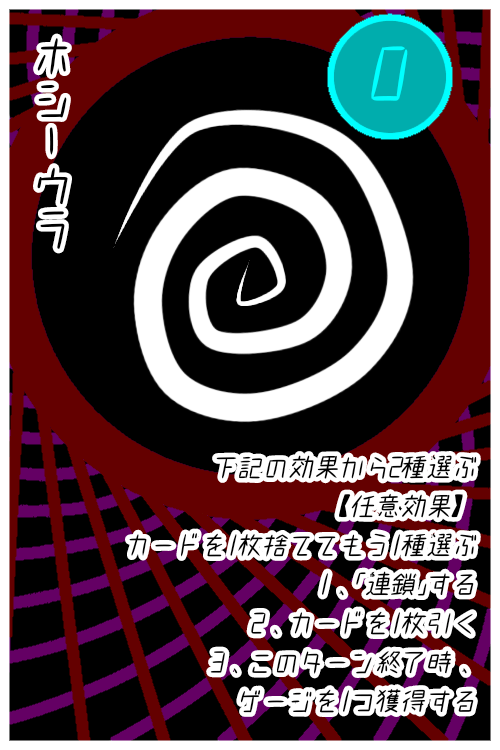 ホシーウラ
0
下記の効果から2種選ぶ
【任意効果】
カードを1枚捨ててもう1種選ぶ
1、「連鎖」する
2、カードを1枚引く
3、このターン終了時、
ゲージを1つ獲得する